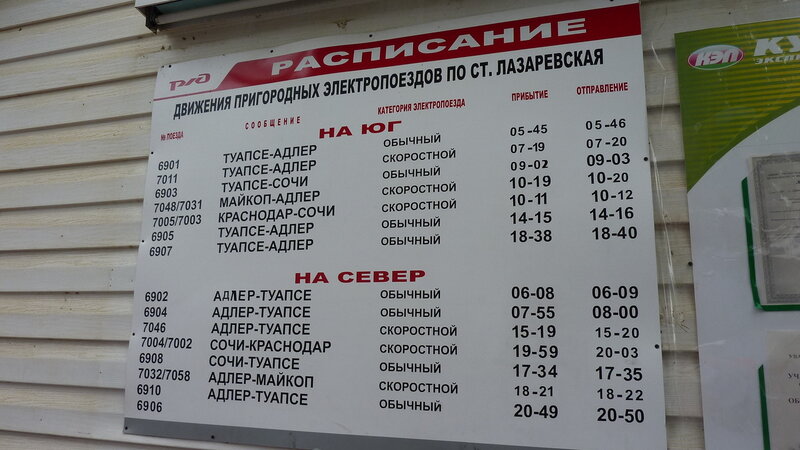 РЖД РАСПИСАНИЕ
ДВИЖЕНИЯ ПРИГОРОДНЫХ ЭЛЕКТРОПОЕЗДОВ ПО СТ. ЛАЗАРЕВСКАЯ
№ ПОЕЗДА СООБЩЕНИЕ КАТЕГОРИЯ ЭЛЕКТРОПОЕЗДА ПРИБЫТИЕ ОТПРАВЛЕНИЕ
НА ЮГ
6901 ТУАПСЕ-АДЛЕР ОБЫЧНЫЙ 05-45 05-46
7011 ТУАПСЕ-АДЛЕР СКОРОСТНОЙ 07-19 07-20
6903 ТУАПСЕ-СОЧИ ОБЫЧНЫЙ 09-02 09-03
7048/7031 МАЙКОП-АДЛЕР СКОРОСТНОЙ 10-19 10-20
7005/7003 КРАСНОДАР-СОЧИ СКОРОСТНОЙ 10-11 10-12
6905 ТУАПСЕ-АДЛЕР ОБЫЧНЫЙ 14-15 14-16
6907 ТУАПСЕ-АДЛЕР ОБЫЧНЫЙ 18-38 18-40
НА СЕВЕР
6902 АДЛЕР-ТУАПСЕ ОБЫЧНЫЙ 06-08 06-09
6904 АДЛЕР-ТУАПСЕ ОБЫЧНЫЙ 07-55 08-00
7046 АДЛЕР-ТУАПСЕ СКОРОСТНОЙ 15-19 15-20
7004/7002 СОЧИ-КРАСНОДАР СКОРОСТНОЙ 19-59 20-03
6908 СОЧИ-ТУАПСЕ ОБЫЧНЫЙ 17-34 17-35
7032/7058 АДЛЕР-МАЙКОП СКОРОСТНОЙ 18-21 18-22
6910 АДЛЕР-ТУАПСЕ ОБЫЧНЫЙ 20-49 20-50
6906
КЭП